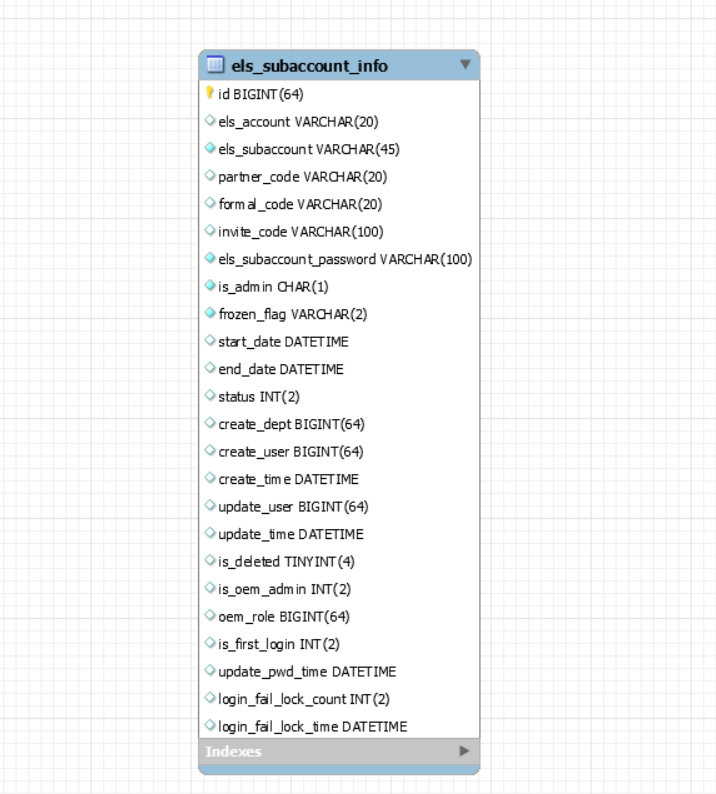 els_subaccount_info
id BIGINT(64)
els_account VARCHAR(20)
els_subaccount VARCHAR(45)
partner_code VARCHAR(20)
formal_code VARCHAR(20)
invite_code VARCHAR(100)
els_subaccount_password VARCHAR(100)
is_admin CHAR(1)
frozen_flag VARCHAR(2)
start_date DATETIME
end_date DATETIME
status INT(2)
create_dept BIGINT(64)
create_user BIGINT(64)
create_time DATETIME
update_user BIGINT(64)
update_time DATETIME
is_deleted TINYINT(4)
is_oem_admin INT(2)
oem_role BIGINT(64)
is_first_login INT(2)
update_pwd_time DATETIME
login_fail_lock_count INT(2)
login_fail_lock_time DATETIME
Indexes